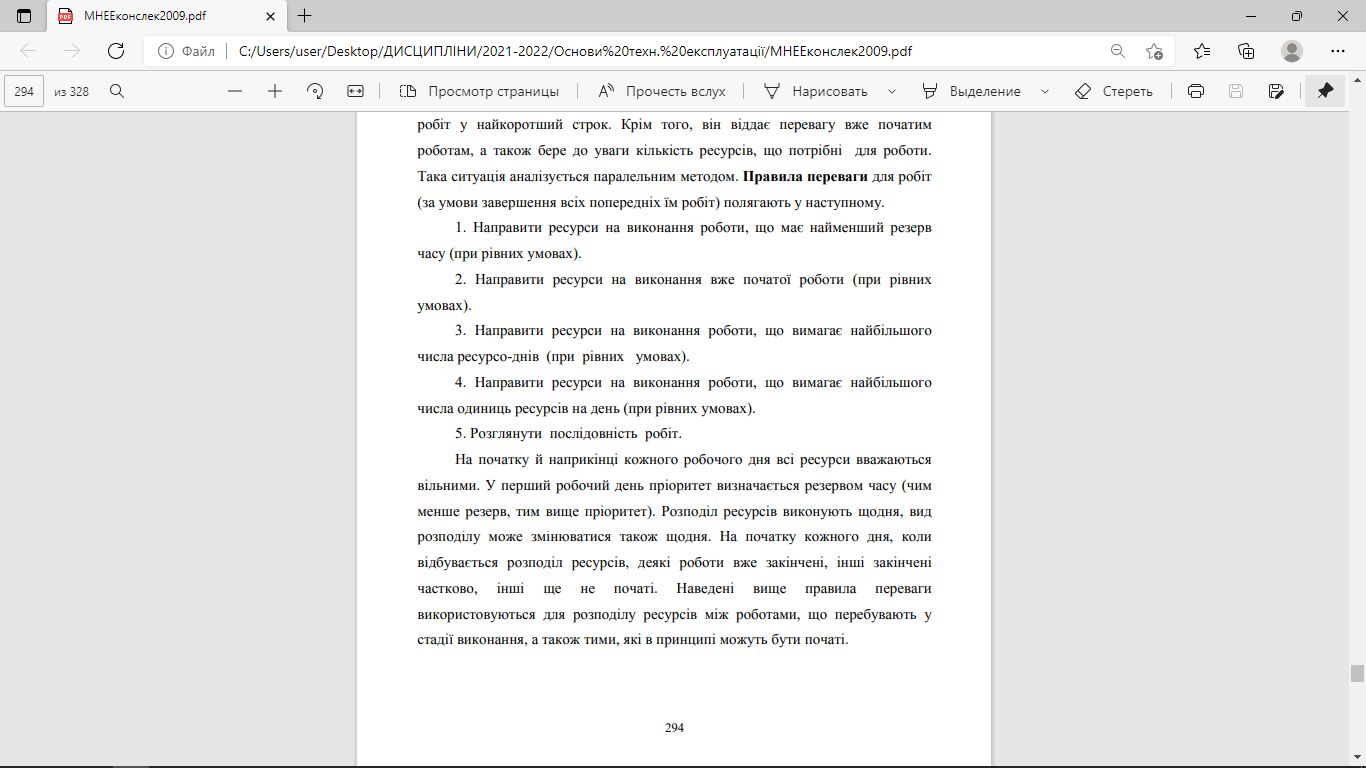 МНЕЕконслек2009.pdf
Файл C:/Users/user/Desktop/ДИСЦИПЛІНИ/2021-2022/Основи%20техн.%20експлуатації/МНЕЕконслек2009.pdf
294 из 328 Просмотр страницы Прочесть вслух Нарисовать Выделение Стереть
робіт у найкоротший строк. Крім того, він віддає перевагу вже початим
роботам, а також бере до уваги кількість ресурсів, що потрібні для роботи.
Така ситуація аналізується паралельним методом. Правила переваги для робіт
(за умови завершення всіх попередніх їм робіт) полягають у наступному.
1. Направити ресурси на виконання роботи, що має найменший резерв
часу (при рівних умовах).
2. Направити ресурси на виконання вже початої роботи (при рівних
умовах).
3. Направити ресурси на виконання роботи, що вимагає найбільшого
числа ресурсо-днів (при рівних умовах).
4. Направити ресурси на виконання роботи, що вимагає найбільшого
числа одиниць ресурсів на день (при рівних умовах).
5. Розглянути послідовність робіт.
На початку й наприкінці кожного робочого дня всі ресурси вважаються
вільними. У перший робочий день пріоритет визначається резервом часу (чим
менше резерв, тим вище пріоритет). Розподіл ресурсів виконують щодня, вид
розподілу може змінюватися також щодня. На початку кожного дня, коли
відбувається розподіл ресурсів, деякі роботи вже закінчені, інші закінчені
частково, інші ще не початі. Наведені вище правила переваги
використовуються для розподілу ресурсів між роботами, що перебувають у
стадії виконання, а також тими, які в принципі можуть бути початі.
294